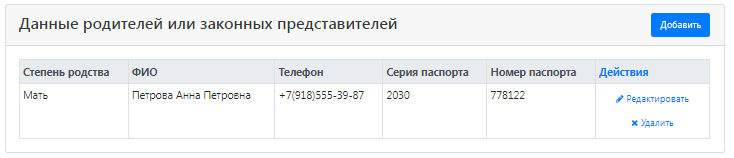 Данные родителей или законных представителей
Добавить
Степень родства ФИО Телефон Серия паспорта Номер паспорта Действия
Мать Петрова Анна Петровна +7(918)555-39-87 2030 778122 Редактировать
Удалить